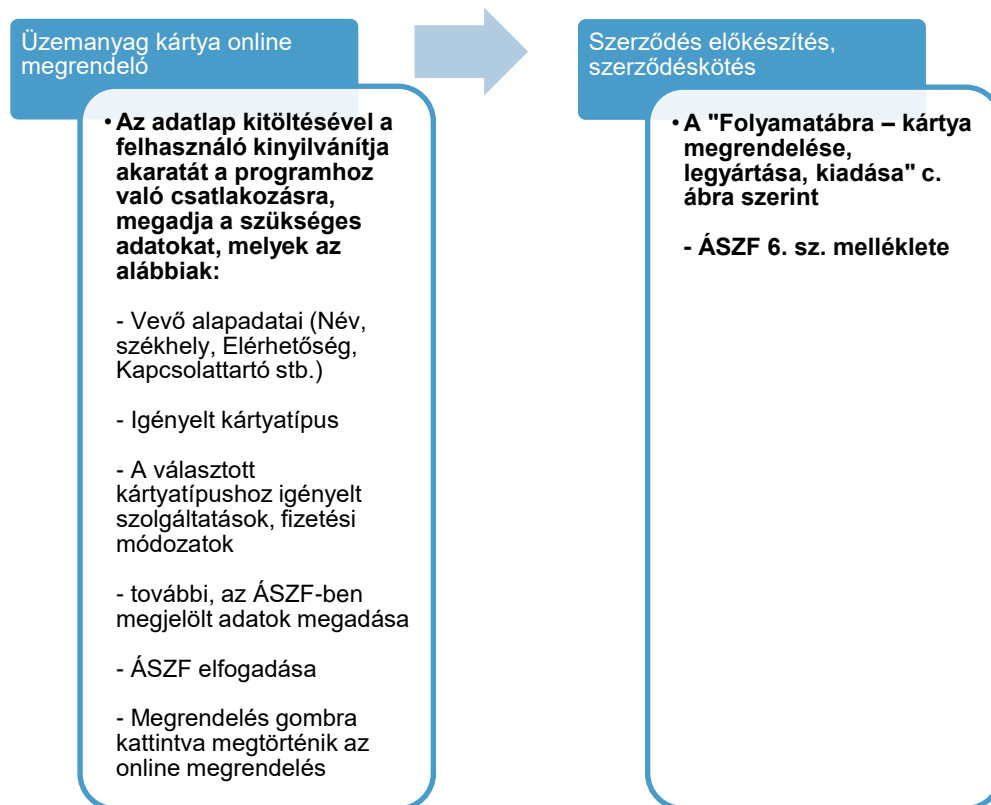 Üzemanyag kártya online
megrendelő
• Az adatlap kitöltésével a
felhasználó kinyilvánítja
akaratát a programhoz
való csatlakozásra,
megadja a szükséges
adatokat, melyek az
alábbiak:
- Vevő alapadatai (Név,
székhely, Elérhetőség,
Kapcsolattartó stb.)
- Igényelt kártyatípus
- A választott
kártyatípushoz igényelt
szolgáltatások, fizetési
módozatok
- további, az ÁSZF-ben
megjelölt adatok megadása
- ÁSZF elfogadása
- Megrendelés gombra
kattintva megtörténik az
online megrendelés
Szerződés előkészítés,
szerződéskötés
• A "Folyamatábra – kártya
megrendelése,
legyártása, kiadása" c.
ábra szerint
- ÁSZF 6. sz. melléklete